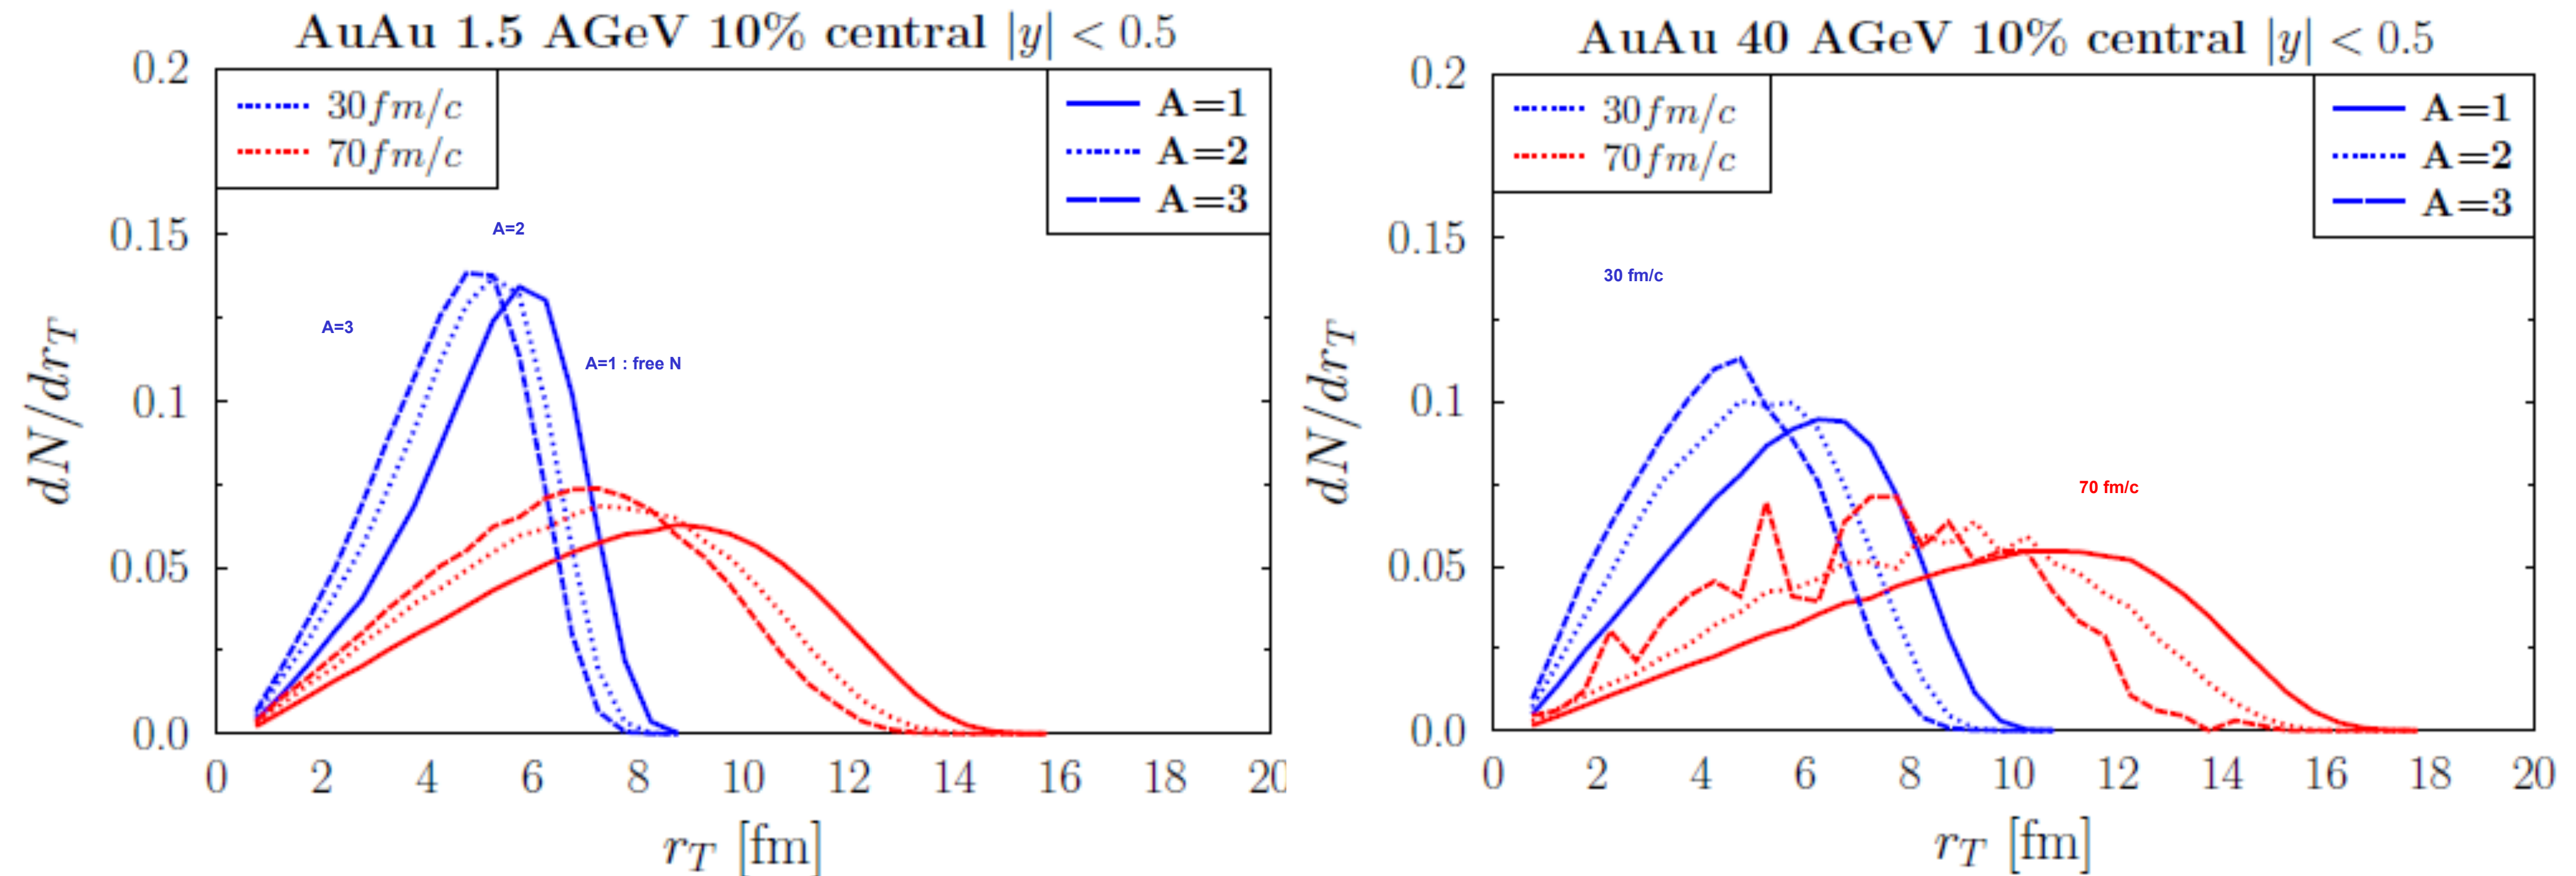 AuAu 1.5 AGeV 10% central |y| < 0.5
30fm/c
70fm/c
A=1
A=2
A=3
A=2
A=3
A=1 : free N
0.2
0.15
0.1
0.05
0.0
dN/drT
0 2 4 6 8 10 12 14 16 18 20
rT [fm]
AuAu 40 AGeV 10% central |y| < 0.5
30fm/c
70fm/c
A=1
A=2
A=3
30 fm/c
70 fm/c
0.2
0.15
0.1
0.05
0.0
dN/drT
0 2 4 6 8 10 12 14 16 18 20
rT [fm]